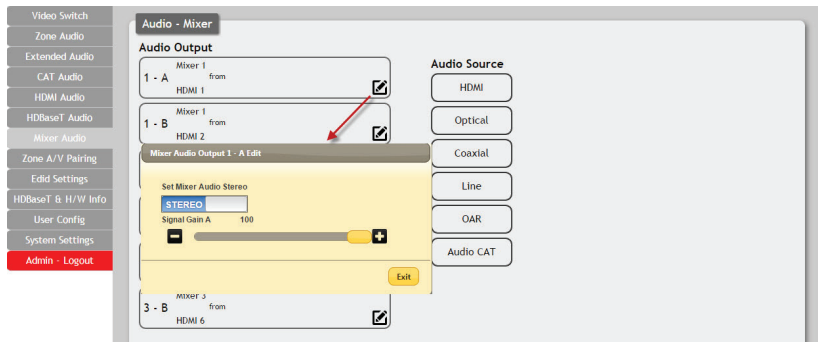 Video Switch
Zone Audio
Extended Audio
CAT Audio
HDMI Audio
HDBaseT Audio
Mixer Audio
Zone A/V Pairing
Edid Settings
HDBaseT & H/W Info
User Config
System Settings
Admin - Logout
Audio - Mixer
Audio Output
Mixer 1
1 - A from
HDMI 1
Mixer 1
1 - B from
HDMI 2
Mixer Audio Output 1 - A Edit
Set Mixer Audio Stereo
STEREO
Signal Gain A 100
Exit
Mixer 3
3 - B from
HDMI 6
Audio Source
HDMI
Optical
Coaxial
Line
OAR
Audio CAT